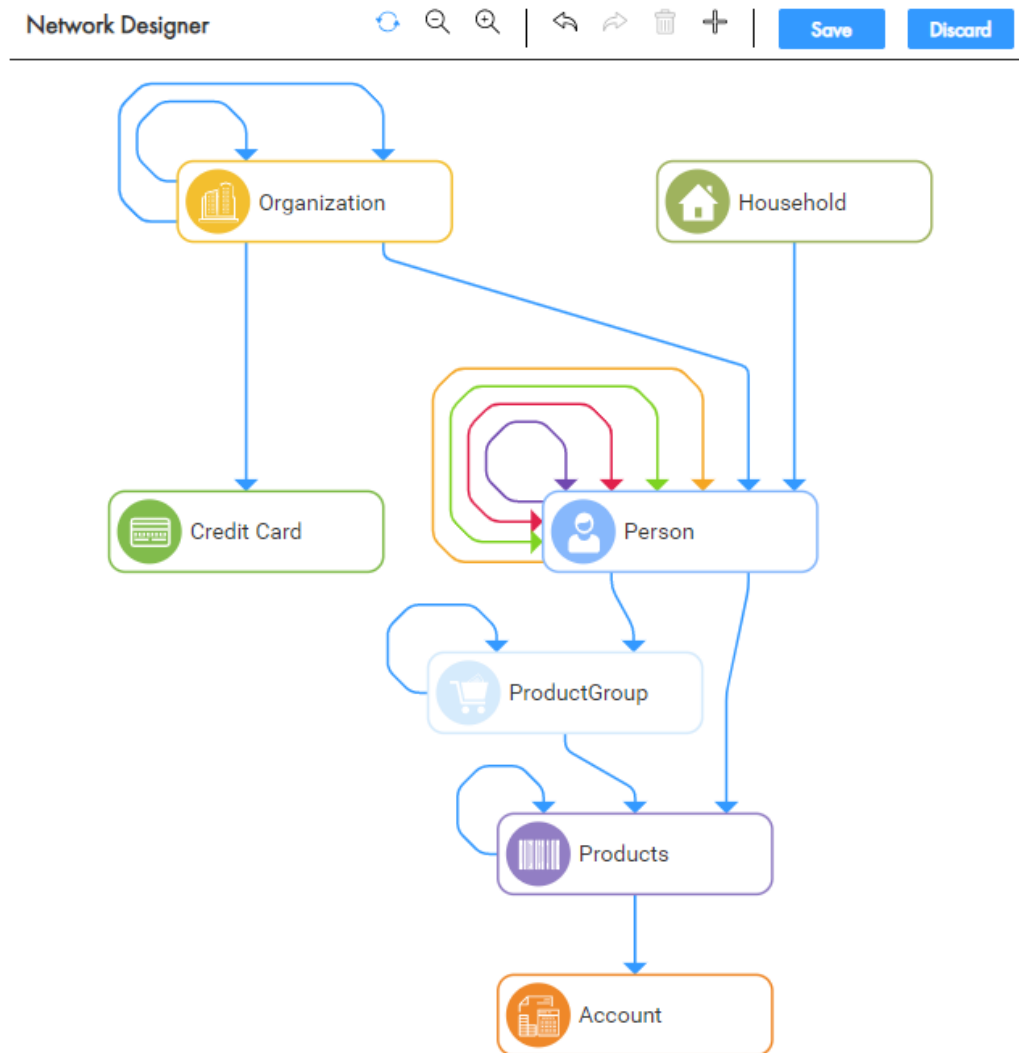 Network Designer
Save
Discard
Organization
Household
Credit Card
Person
ProductGroup
Products
Account